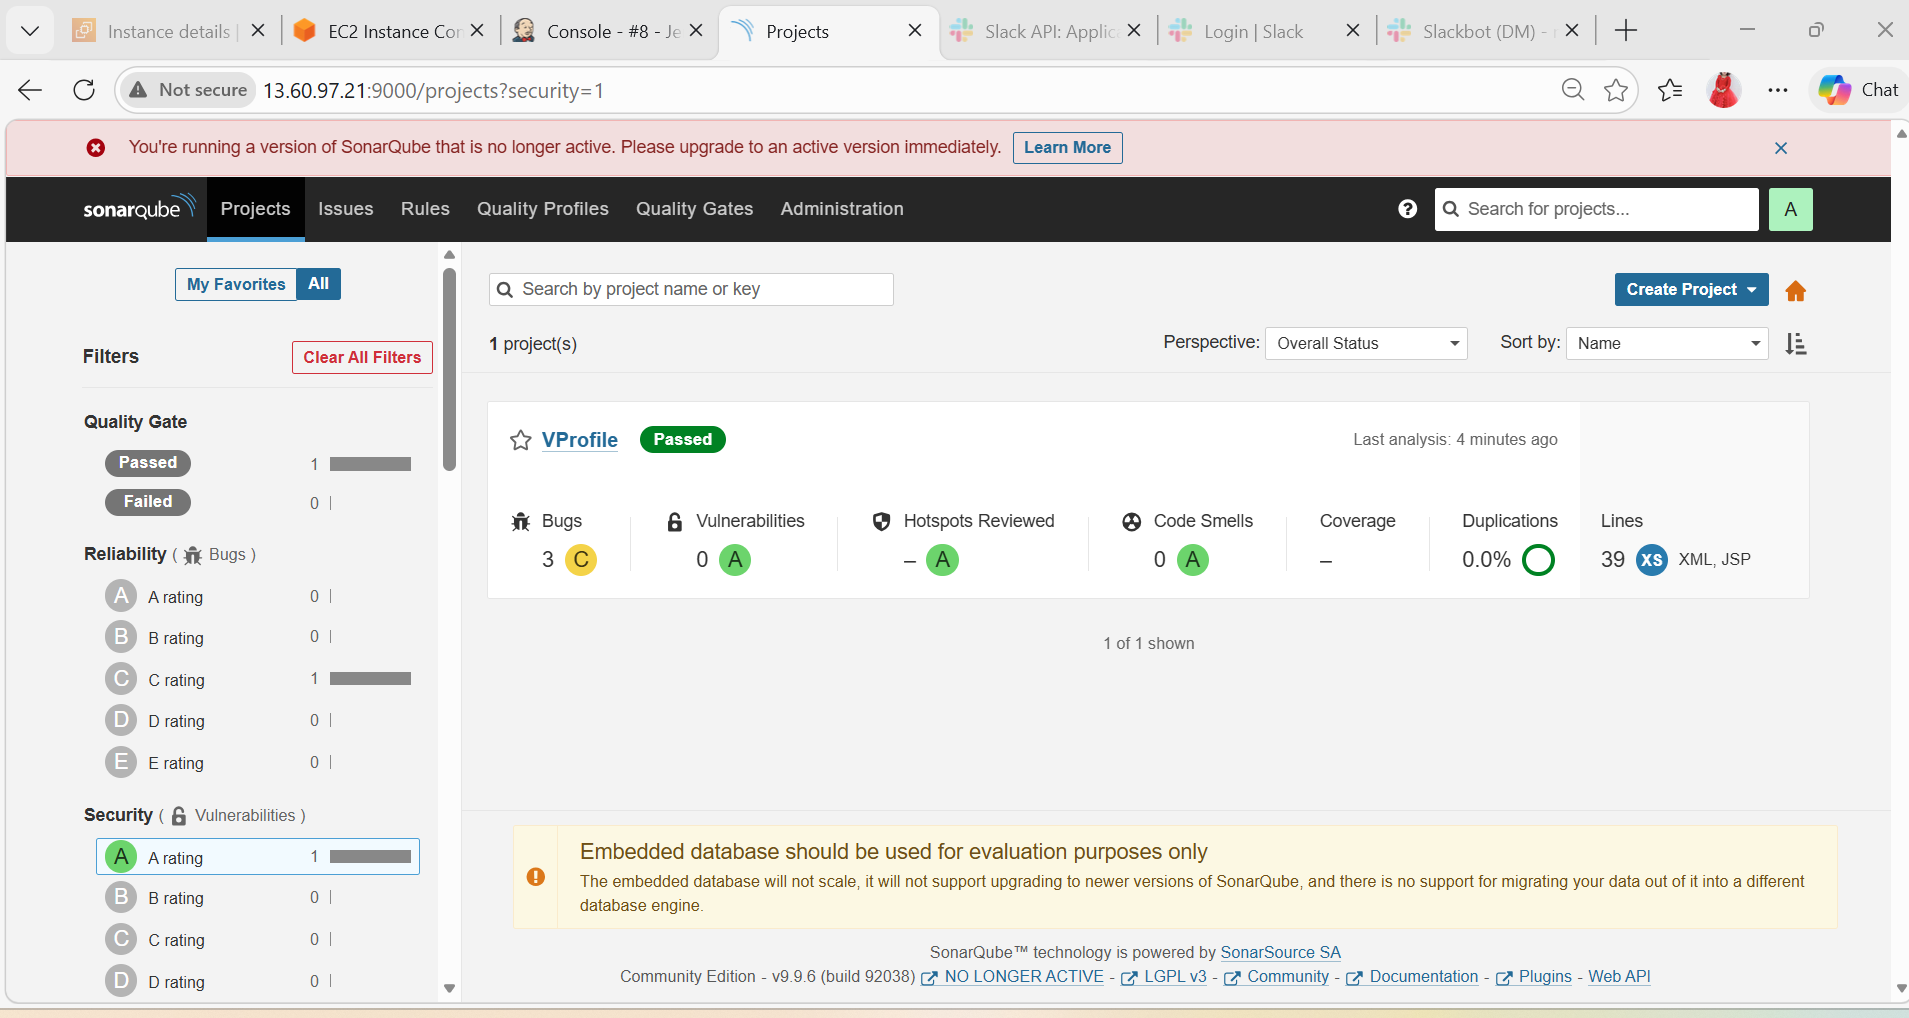 Instance details
EC2 Instance Con
Console - #8 - Je
Projects
Slack API: Applic
Login | Slack
Slackbot (DM) -
Not secure
13.60.97.21:9000/projects?security=1
Chat
You're running a version of SonarQube that is no longer active. Please upgrade to an active version immediately.
Learn More
sonarqube
Projects
Issues
Rules
Quality Profiles
Quality Gates
Administration
Search for projects...
A
My Favorites
All
Filters
Clear All Filters
Quality Gate
Passed 1
Failed 0
Reliability ( Bugs )
A A rating 0
B B rating 0
C C rating 1
D D rating 0
E E rating 0
Security ( Vulnerabilities )
A A rating 1
B B rating 0
C C rating 0
D D rating 0
Search by project name or key
Create Project
1 project(s)
Perspective: Overall Status
Sort by: Name
VProfile Passed
Last analysis: 4 minutes ago
Bugs
3 C
Vulnerabilities
0 A
Hotspots Reviewed
– A
Code Smells
0 A
Coverage
–
Duplications
0.0%
Lines
39 XS XML, JSP
1 of 1 shown
Embedded database should be used for evaluation purposes only
The embedded database will not scale, it will not support upgrading to newer versions of SonarQube, and there is no support for migrating your data out of it into a different
database engine.
SonarQube™ technology is powered by SonarSource SA
Community Edition - v9.9.6 (build 92038) NO LONGER ACTIVE - LGPL v3 - Community - Documentation - Plugins - Web API